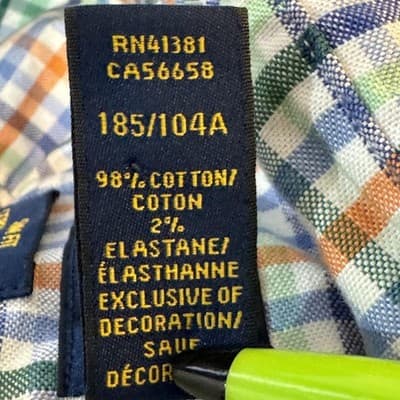 RN41381
CA56658
185/104A
98% COTTON/
COTON
2%
ELASTANE/
ÉLASTHANNE
EXCLUSIVE OF
DECORATION/
SAUF